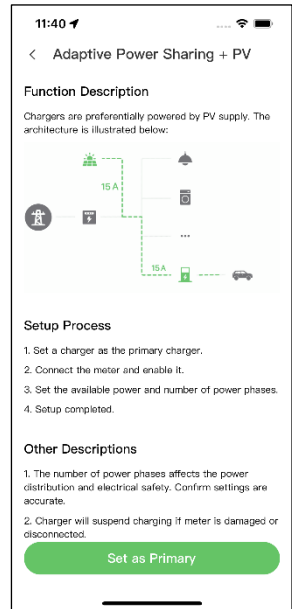 11:40
Adaptive Power Sharing + PV
Function Description
Chargers are preferentially powered by PV supply. The
architecture is illustrated below:
15 A
...
15A
Setup Process
1. Set a charger as the primary charger.
2. Connect the meter and enable it.
3. Set the available power and number of power phases.
4. Setup completed.
Other Descriptions
1. The number of power phases affects the power
distribution and electrical safety. Confirm settings are
accurate.
2. Charger will suspend charging if meter is damaged or
disconnected.
Set as Primary